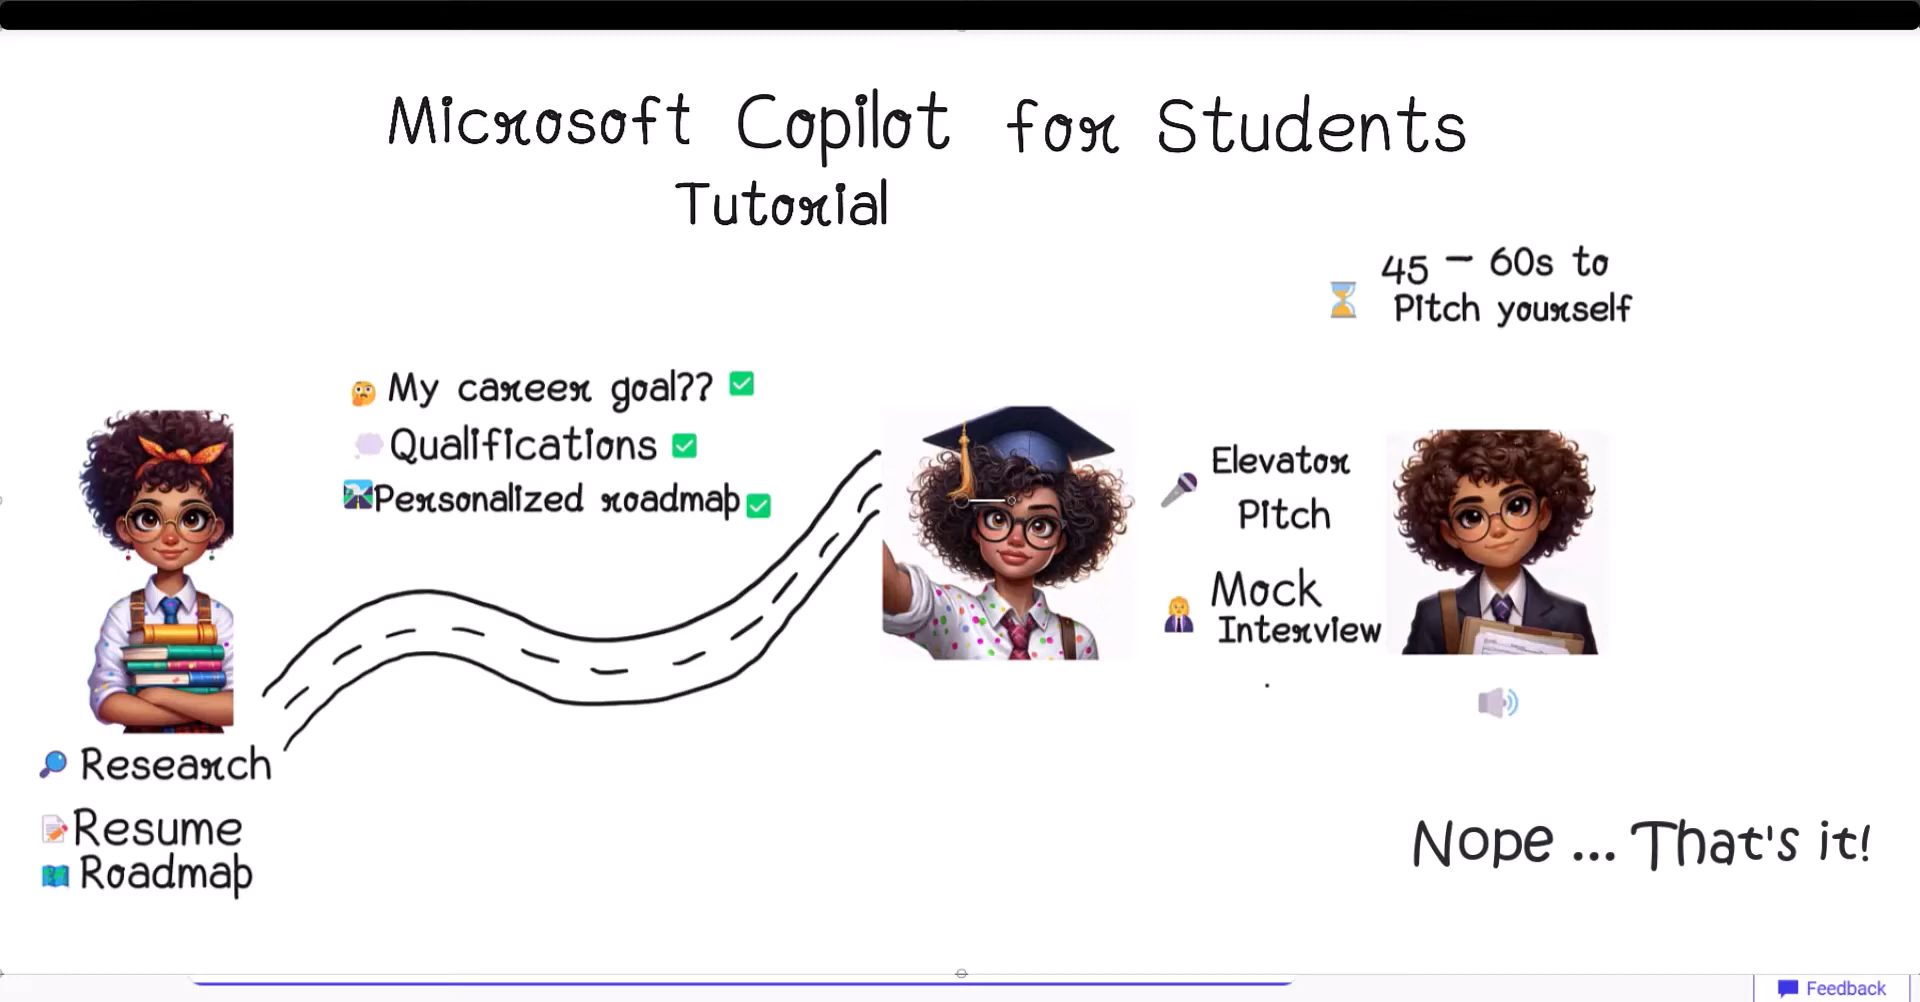 Microsoft Copilot for Students
Tutorial
45 – 60s to
Pitch yourself
My career goal??
Qualifications
Personalized roadmap
Elevator
Pitch
Mock
Interview
Research
Resume
Roadmap
Nope ... That's it!
Feedback